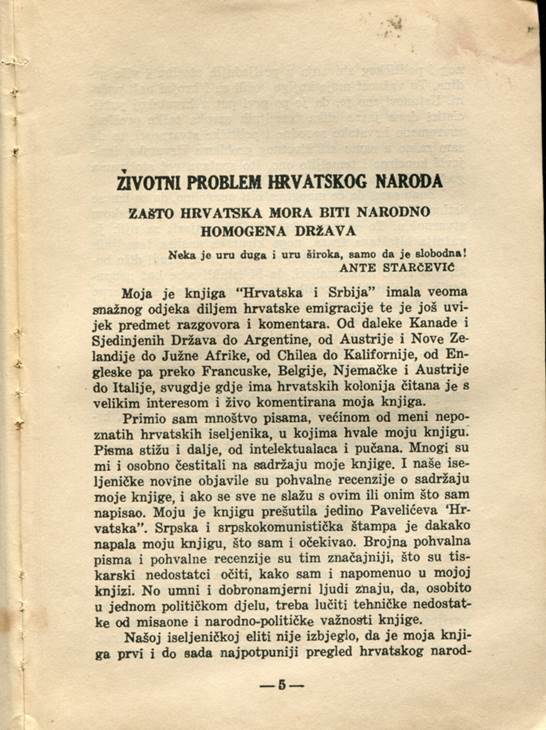 ŽIVOTNI PROBLEM HRVATSKOG NARODA
ZAŠTO HRVATSKA MORA BITI NARODNO
HOMOGENA DRŽAVA
Neka je uru duga i uru široka, samo da je slobodna!
ANTE STARČEVIĆ
Moja je knjiga "Hrvatska i Srbija" imala veoma
snažnog odjeka diljem hrvatske emigracije te je još uvi-
jek predmet razgovora i komentara. Od daleke Kanade i
Sjedinjenih Država do Argentine, od Austrije i Nove Ze-
landije do Južne Afrike, od Chilea do Kalifornije, od En-
gleske pa preko Francuske, Belgije, Njemačke i Austrije
do Italije, svugdje gdje ima hrvatskih kolonija čitana je s
velikim interesom i živo komentirana moja knjiga.
Primio sam mnoštvo pisama, većinom od meni nepo-
znatih hrvatskih iseljenika, u kojima hvale moju knjigu.
Pisma stižu i dalje, od intelektualaca i pučana. Mnogi su
mi i osobno čestitali na sadržaju moje knjige. I naše ise-
ljeničke novine objavile su pohvalne recenzije o sadržaju
moje knjige, i ako se sve ne slažu s ovim ili onim što sam
napisao. Moju je knjigu prešutila jedino Pavelićeva 'Hr-
vatska". Srpska i srpskokomunistička štampa je dakako
napala moju knjigu, što sam i očekivao. Brojna pohvalna
pisma i pohvalne recenzije su tim značajniji, što su tis-
karski nedostatci očiti, kako sam i napomenuo u mojoj
knjizi. No umni i dobronamjerni ljudi znaju, da, osobito
u jednom političkom djelu, treba lučiti tehničke nedostat-
ke od misaone i narodno-političke važnosti knjige.
Našoj iseljeničkoj eliti nije izbjeglo, da je moja knji-
ga prvi i do sada najpotpuniji pregled hrvatskog narod-
— 5 —